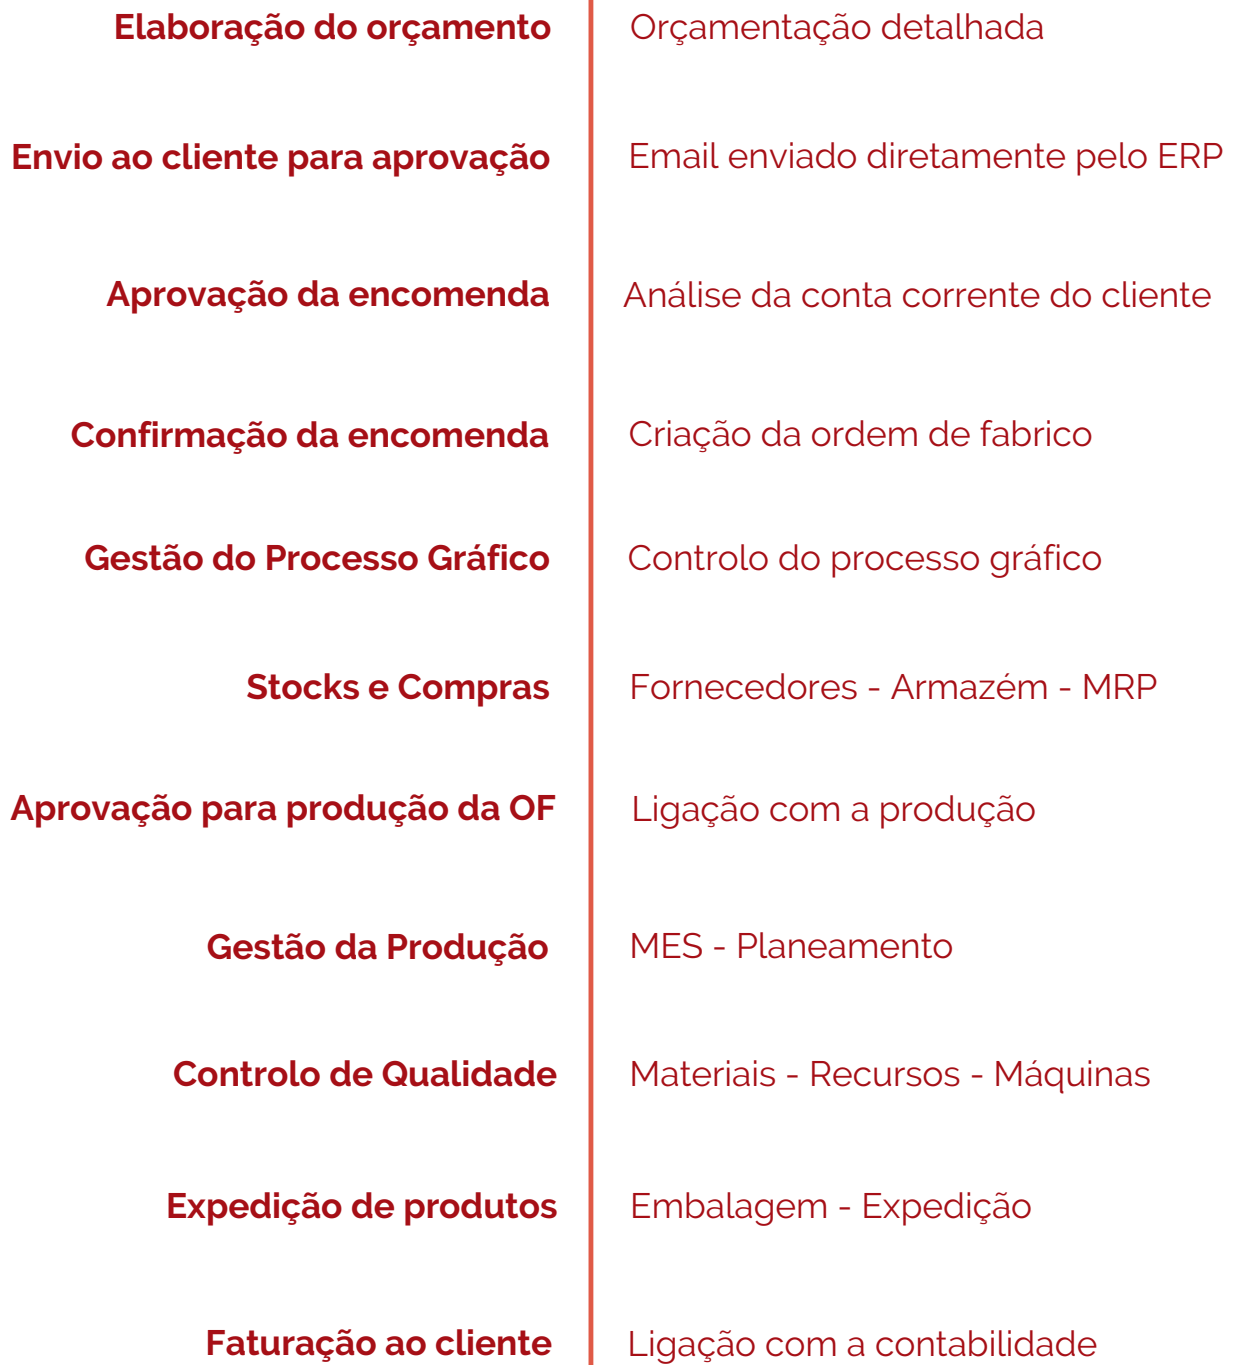 Elaboração do orçamento
Orçamentação detalhada
Envio ao cliente para aprovação
Email enviado diretamente pelo ERP
Aprovação da encomenda
Análise da conta corrente do cliente
Confirmação da encomenda
Criação da ordem de fabrico
Gestão do Processo Gráfico
Controlo do processo gráfico
Stocks e Compras
Fornecedores - Armazém - MRP
Aprovação para produção da OF
Ligação com a produção
Gestão da Produção
MES - Planeamento
Controlo de Qualidade
Materiais - Recursos - Máquinas
Expedição de produtos
Embalagem - Expedição
Faturação ao cliente
Ligação com a contabilidade